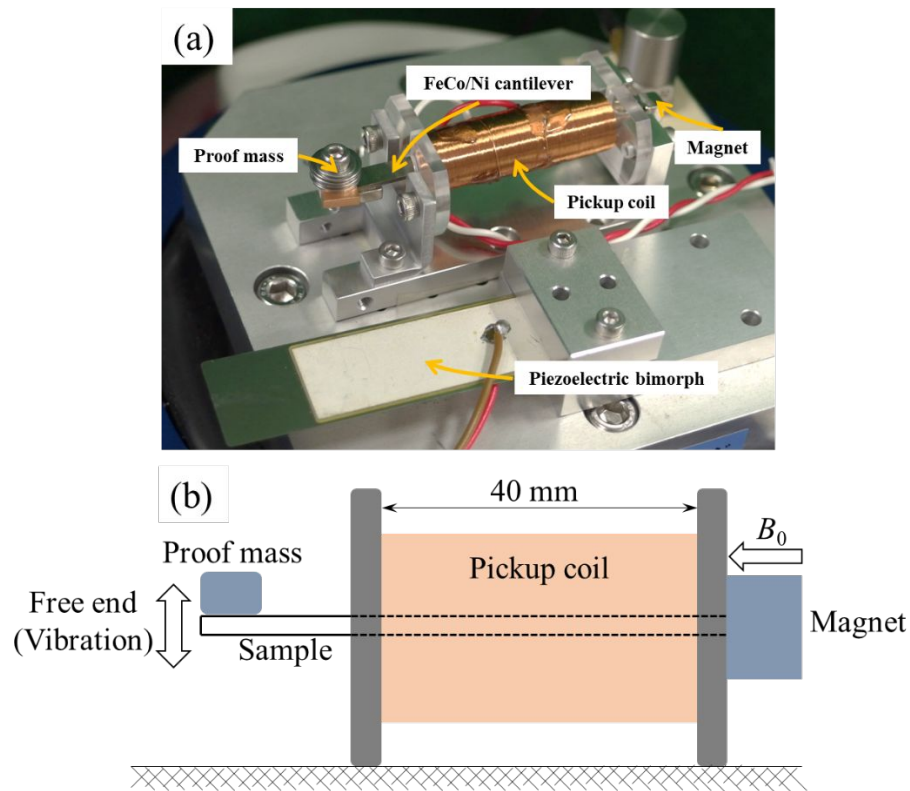 (a)
FeCo/Ni cantilever
Proof mass
Magnet
Pickup coil
Piezoelectric bimorph
(b)
40 mm
B₀
Proof mass
Pickup coil
Free end
(Vibration)
Magnet
Sample